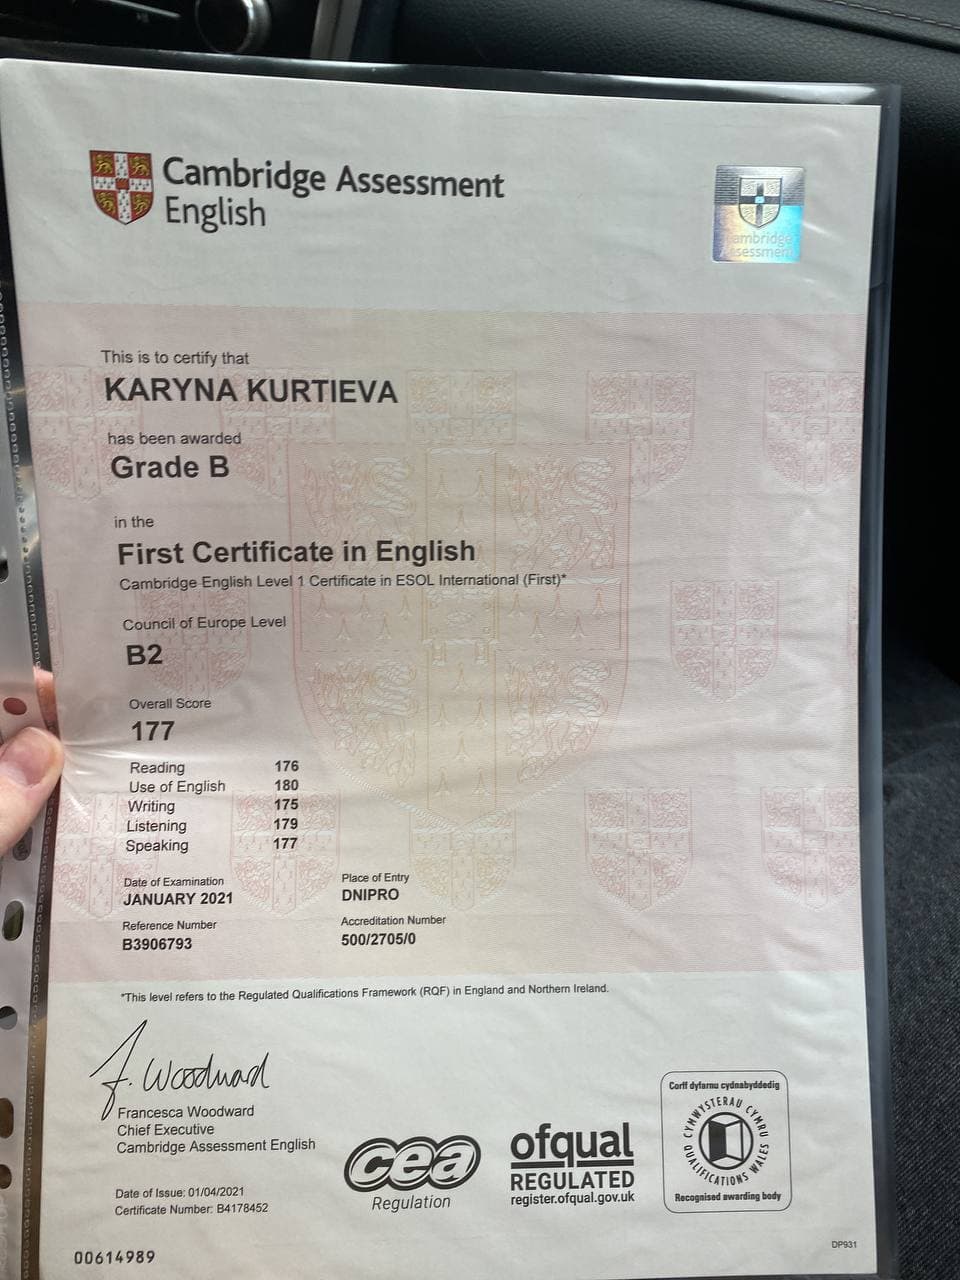 Cambridge Assessment
English
Cambridge
Assessment
This is to certify that
KARYNA KURTIEVA
has been awarded
Grade B
in the
First Certificate in English
Cambridge English Level 1 Certificate in ESOL International (First)*
Council of Europe Level
B2
Overall Score
177
Reading 176
Use of English 180
Writing 175
Listening 179
Speaking 177
Date of Examination
JANUARY 2021
Place of Entry
DNIPRO
Reference Number
B3906793
Accreditation Number
500/2705/0
*This level refers to the Regulated Qualifications Framework (RQF) in England and Northern Ireland.
F. Woodward
Francesca Woodward
Chief Executive
Cambridge Assessment English
Date of Issue: 01/04/2021
Certificate Number: B4178452
cea
Regulation
ofqual
REGULATED
register.ofqual.gov.uk
Corff dyfarnu cydnabyddedig
CYMWYSTERAU CYMRU
QUALIFICATIONS WALES
Recognised awarding body
00614989
DP931